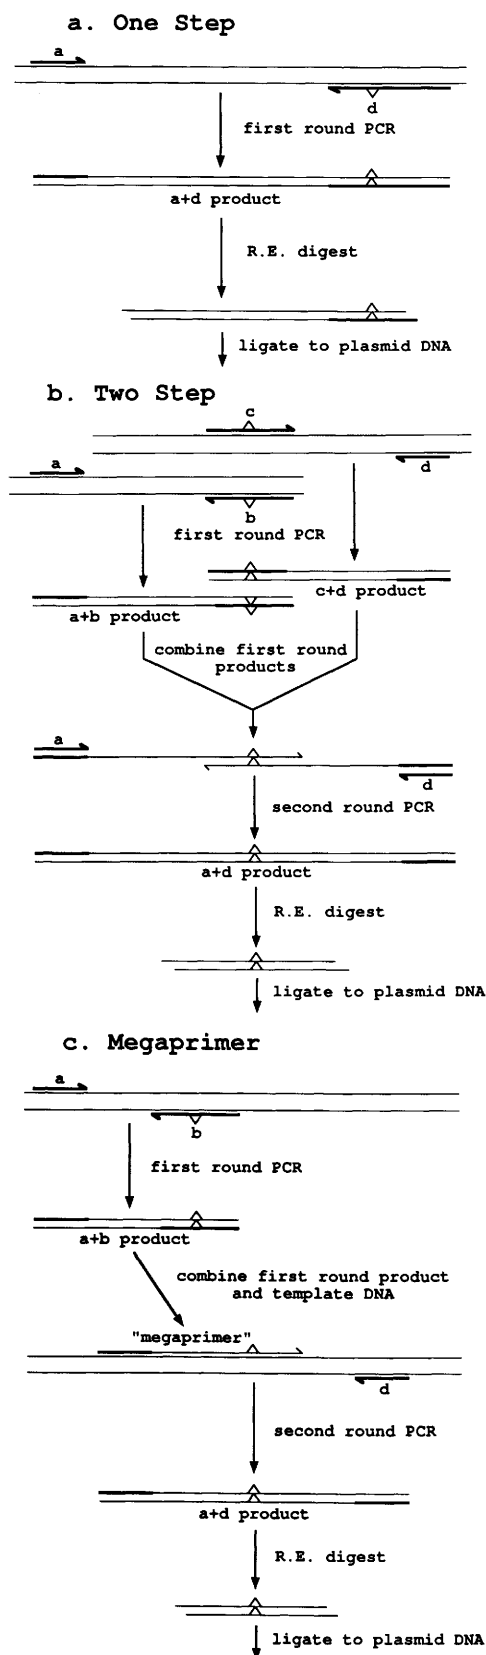 a. One Step
a
d
first round PCR
a+d product
R.E. digest
ligate to plasmid DNA
b. Two Step
c
a
d
b
first round PCR
c+d product
a+b product
combine first round
products
a
d
second round PCR
a+d product
R.E. digest
ligate to plasmid DNA
c. Megaprimer
a
b
first round PCR
a+b product
combine first round product
and template DNA
"megaprimer"
d
second round PCR
a+d product
R.E. digest
ligate to plasmid DNA